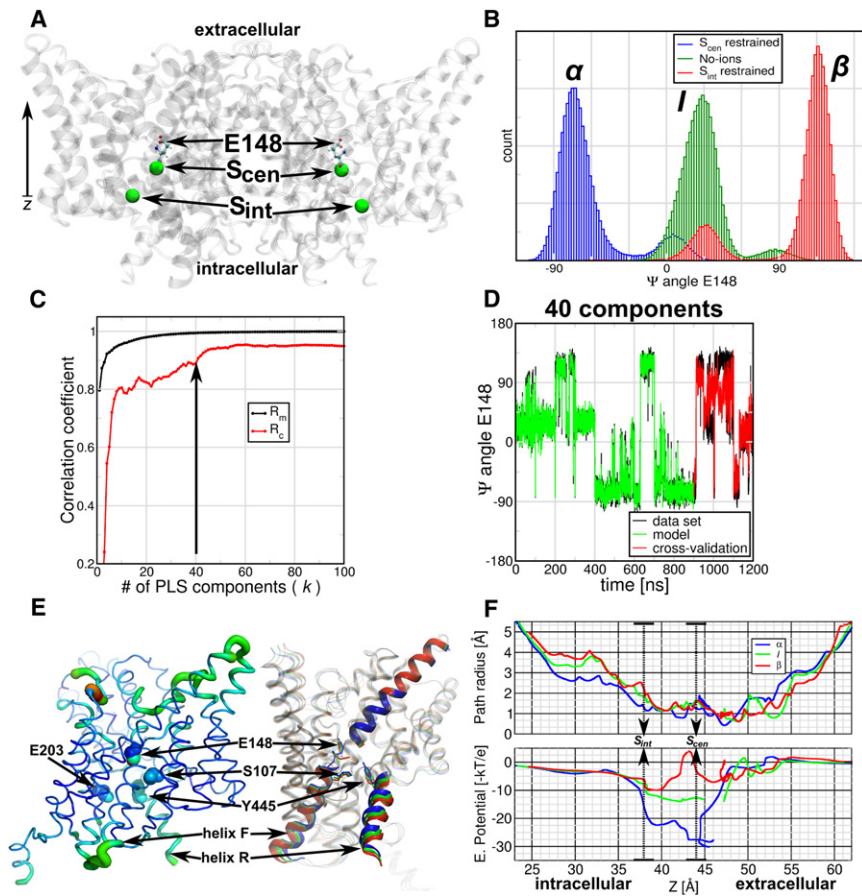 A
extracellular
E148
Scen
Sint
z
intracellular
B
Scen restrained
No-ions
Sint restrained
α
I
β
count
-90
0
90
Ψ angle E148
C
1
0.8
0.6
0.4
0.2
Correlation coefficient
Rm
Rc
0
20
40
60
80
100
# of PLS components (k)
D
40 components
180
90
0
-90
-180
Ψ angle E148
data set
model
cross-validation
0
200
400
600
800
1000
1200
time [ns]
E
E203
E148
S107
Y445
helix F
helix R
F
5
4
3
2
1
0
Path radius [Å]
α
I
β
Sint
Scen
10
0
-10
-20
-30
E. Potential [-kT/e]
25
30
35
40
45
50
55
60
intracellular
Z [Å]
extracellular